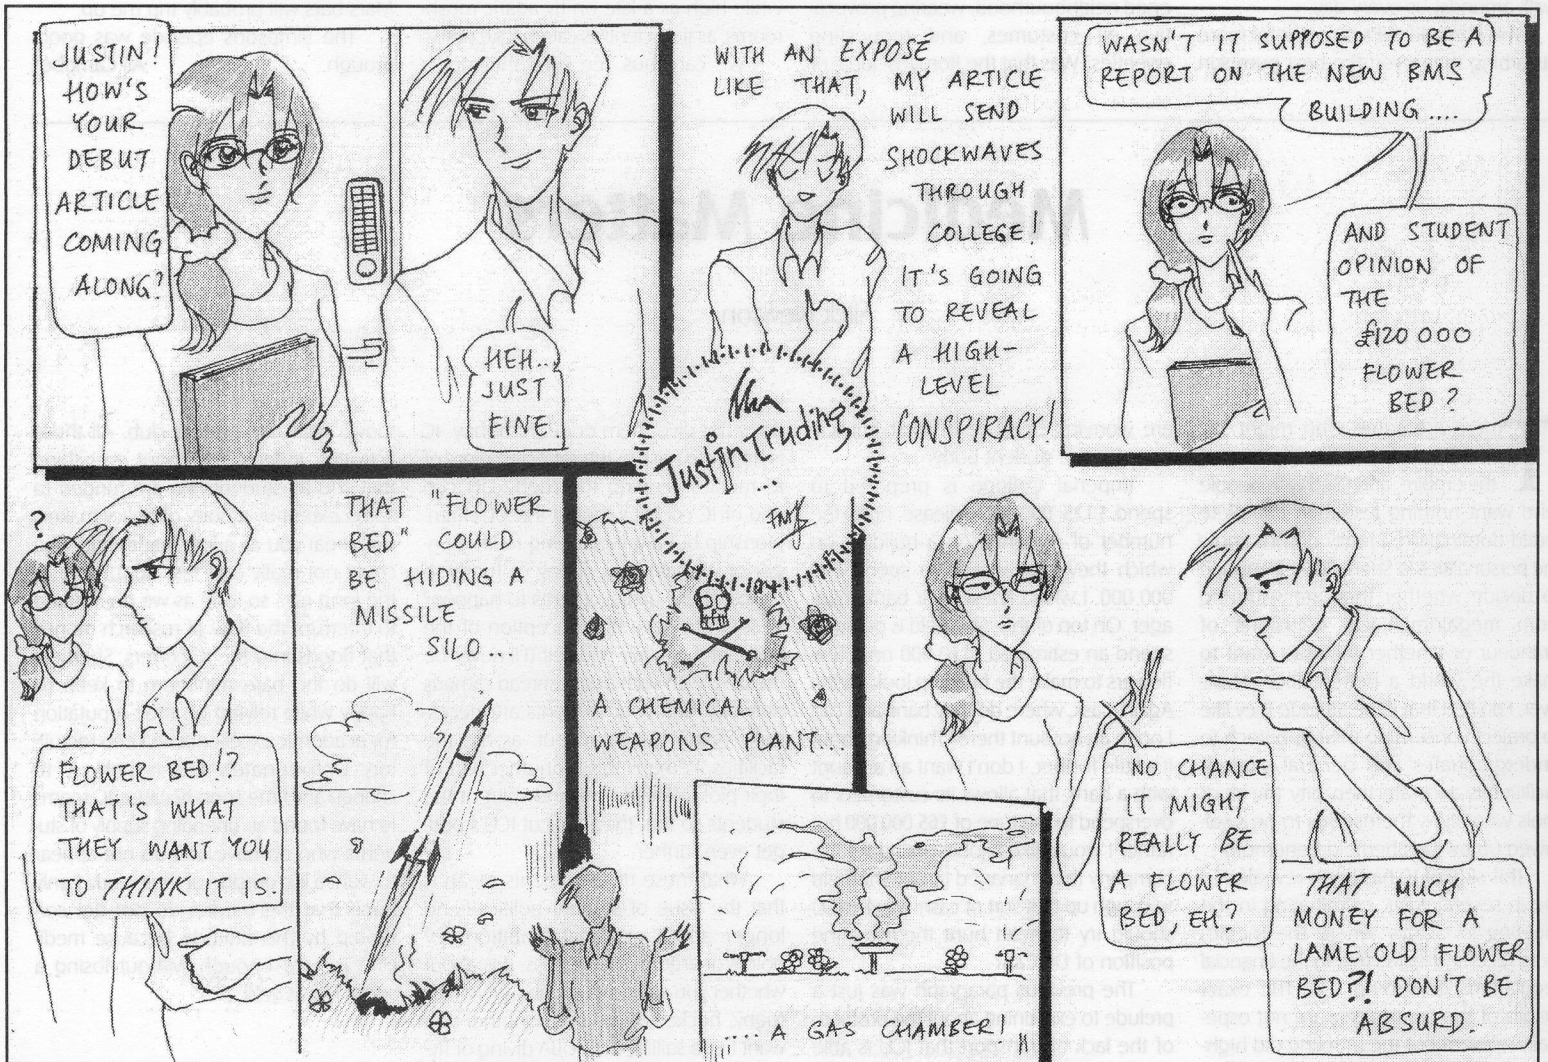 JUSTIN!
HOW'S
YOUR
DEBUT
ARTICLE
COMING
ALONG?
HEH...
JUST
FINE
WITH AN EXPOSE
LIKE THAT, MY ARTICLE
WILL SEND
SHOCKWAVES
THROUGH
COLLEGE!
IT'S GOING
TO REVEAL
A HIGH-
LEVEL
CONSPIRACY!
WASN'T IT SUPPOSED TO BE A
REPORT ON THE NEW BMS
BUILDING....
AND STUDENT
OPINION OF
THE
£120 000
FLOWER
BED?
Justin Truding
...
?
FLOWER BED!?
THAT'S WHAT
THEY WANT YOU
TO THINK IT IS.
THAT "FLOWER
BED" COULD
BE HIDING A
MISSILE
SILO...
A CHEMICAL
WEAPONS PLANT...
....A GAS CHAMBER!
NO CHANCE
IT MIGHT
REALLY BE
A FLOWER
BED, EH?
THAT MUCH
MONEY FOR A
LAME OLD FLOWER
BED?! DON'T BE
ABSURD.